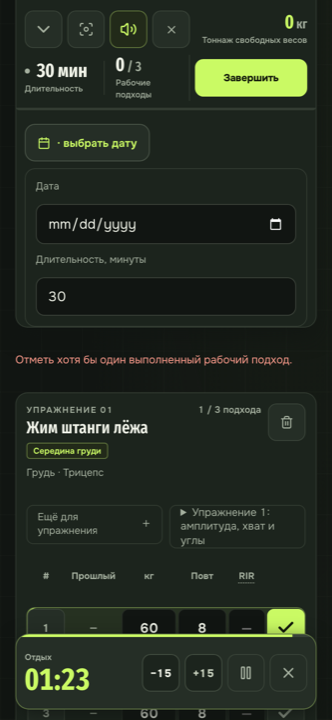 0 кг
Тоннаж свободных весов
• 30 мин
Длительность
0 / 3
Рабочие
подходы
Завершить
· выбрать дату
Дата
mm/dd/yyyy
Длительность, минуты
30
Отметь хотя бы один выполненный рабочий подход.
УПРАЖНЕНИЕ 01
1 / 3 подхода
Жим штанги лёжа
Середина груди
Грудь · Трицепс
Ещё для
упражнения
+
▶ Упражнение 1:
амплитуда, хват и
углы
# Прошлый кг Повт RIR
1 – 60 8 —
Отдых
01:23
-15 +15
3 – 60 8 —